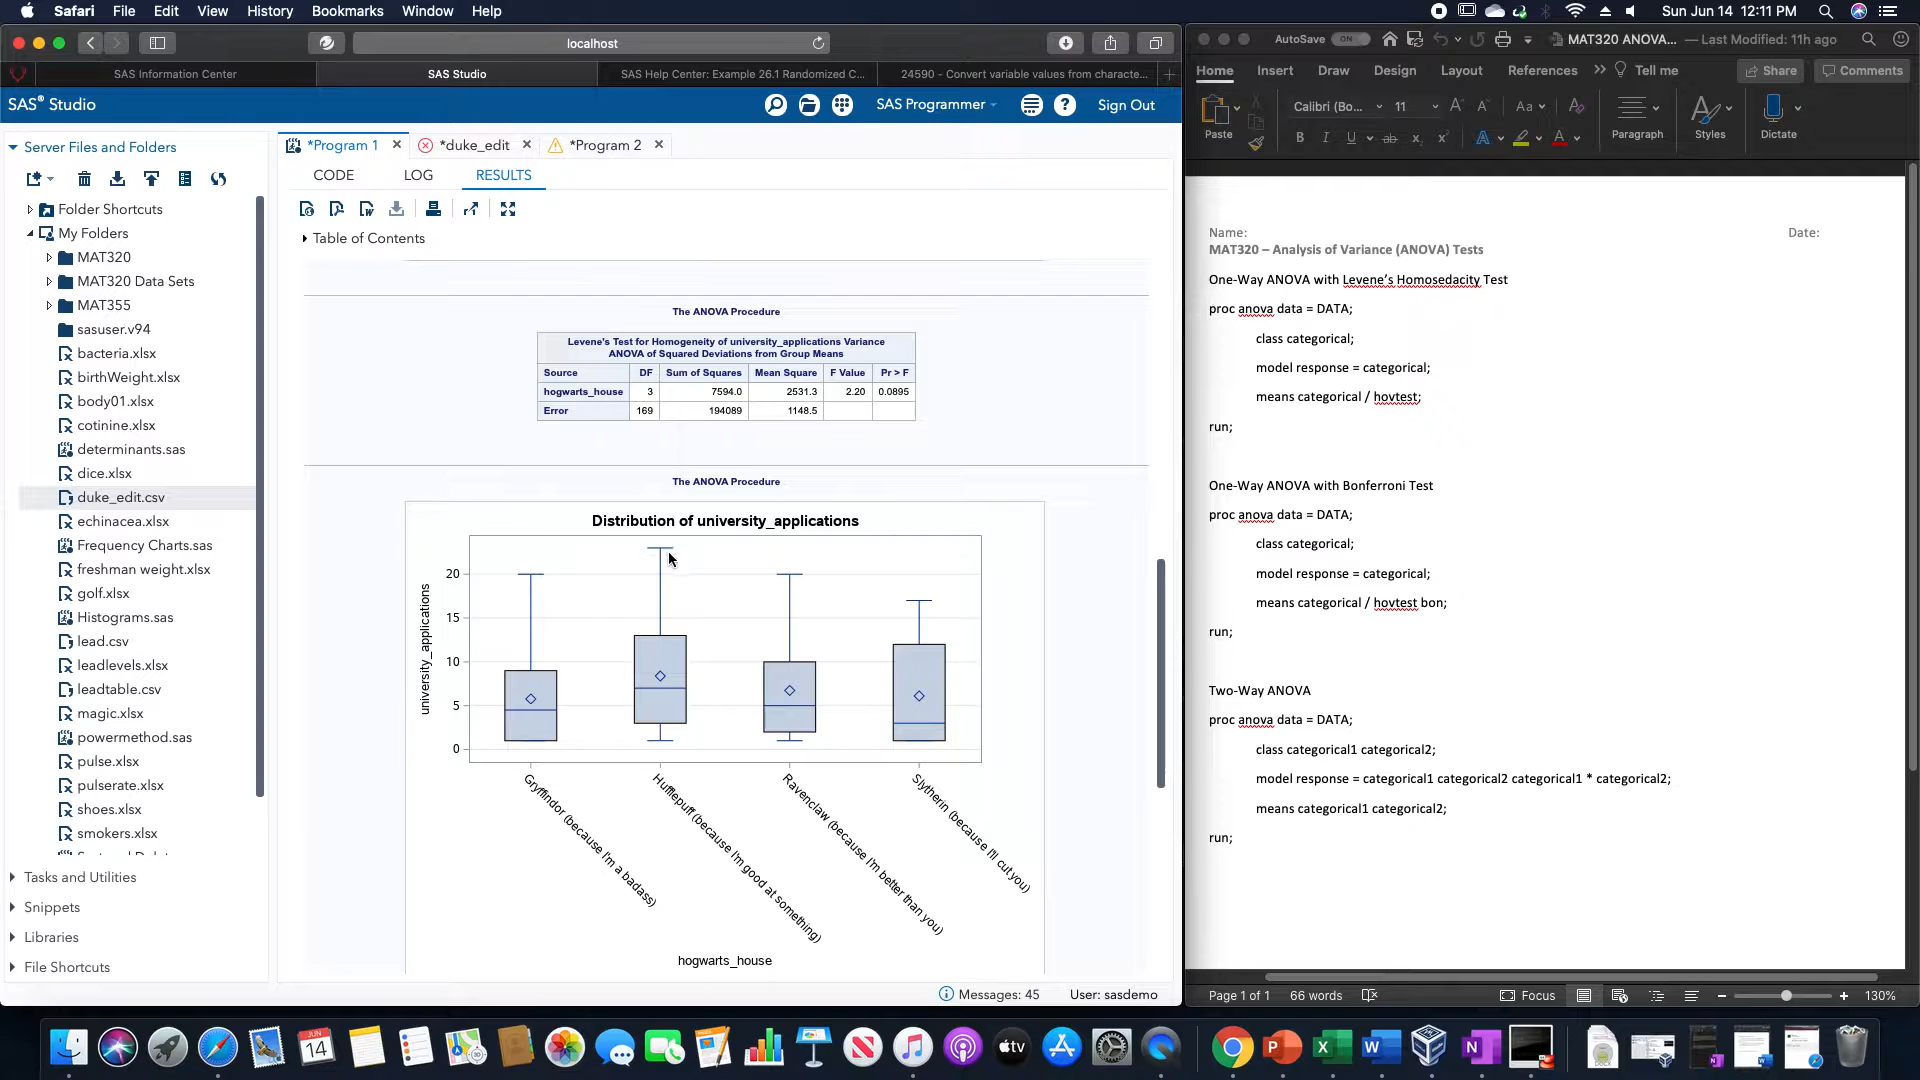 Safari File Edit View History Bookmarks Window Help
Sun Jun 14 12:11 PM
localhost
SAS Information Center
SAS Studio
SAS Help Center: Example 26.1 Randomized C...
24590 - Convert variable values from characte...
SAS® Studio
SAS Programmer
Sign Out
Server Files and Folders
Folder Shortcuts
My Folders
MAT320
MAT320 Data Sets
MAT355
sasuser.v94
bacteria.xlsx
birthWeight.xlsx
body01.xlsx
cotinine.xlsx
determinants.sas
dice.xlsx
duke_edit.csv
echinacea.xlsx
Frequency Charts.sas
freshman weight.xlsx
golf.xlsx
Histograms.sas
lead.csv
leadlevels.xlsx
leadtable.csv
magic.xlsx
powermethod.sas
pulse.xlsx
pulserate.xlsx
shoes.xlsx
smokers.xlsx
Tasks and Utilities
Snippets
Libraries
File Shortcuts
*Program 1
*duke_edit
*Program 2
CODE LOG RESULTS
Table of Contents
The ANOVA Procedure
Levene's Test for Homogeneity of university_applications Variance
ANOVA of Squared Deviations from Group Means
Source DF Sum of Squares Mean Square F Value Pr > F
hogwarts_house 3 7594.0 2531.3 2.20 0.0895
Error 169 194089 1148.5
The ANOVA Procedure
Distribution of university_applications
university_applications
20
15
10
5
0
Gryffindor (because I'm a badass)
Hufflepuff (because I'm good at something)
Ravenclaw (because I'm better than you)
Slytherin (because I'll cut you)
hogwarts_house
Messages: 45
User: sasdemo
AutoSave ON
MAT320 ANOVA... — Last Modified: 11h ago
Home Insert Draw Design Layout References Tell me
Share
Comments
Paste
Calibri (Bo...
11
Paragraph
Styles
Dictate
Name: Date:
MAT320 – Analysis of Variance (ANOVA) Tests
One-Way ANOVA with Levene's Homosedacity Test
proc anova data = DATA;
class categorical;
model response = categorical;
means categorical / hovtest;
run;
One-Way ANOVA with Bonferroni Test
proc anova data = DATA;
class categorical;
model response = categorical;
means categorical / hovtest bon;
run;
Two-Way ANOVA
proc anova data = DATA;
class categorical1 categorical2;
model response = categorical1 categorical2 categorical1 * categorical2;
means categorical1 categorical2;
run;
Page 1 of 1 66 words
Focus
130%
JUN
14
tv